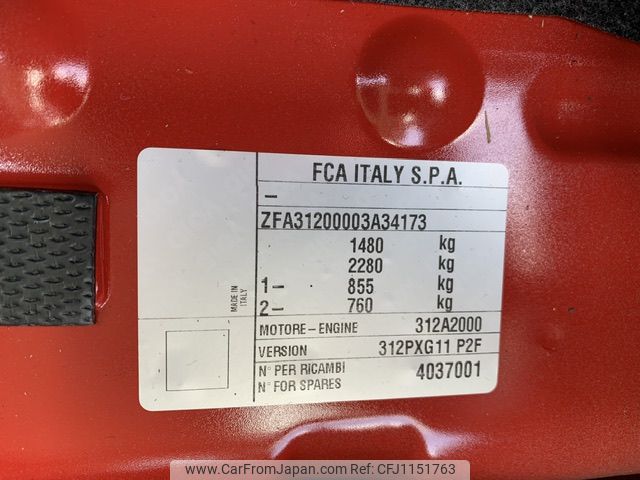 FCA ITALY S.P.A.
–
ZFA31200003A34173
1480 kg
2280 kg
1– 855 kg
2– 760 kg
MADE IN
ITALY
MOTORE–ENGINE 312A2000
VERSION 312PXG11 P2F
N° PER RICAMBI
N° FOR SPARES
4037001
www.CarFromJapan.com CFJ1151763